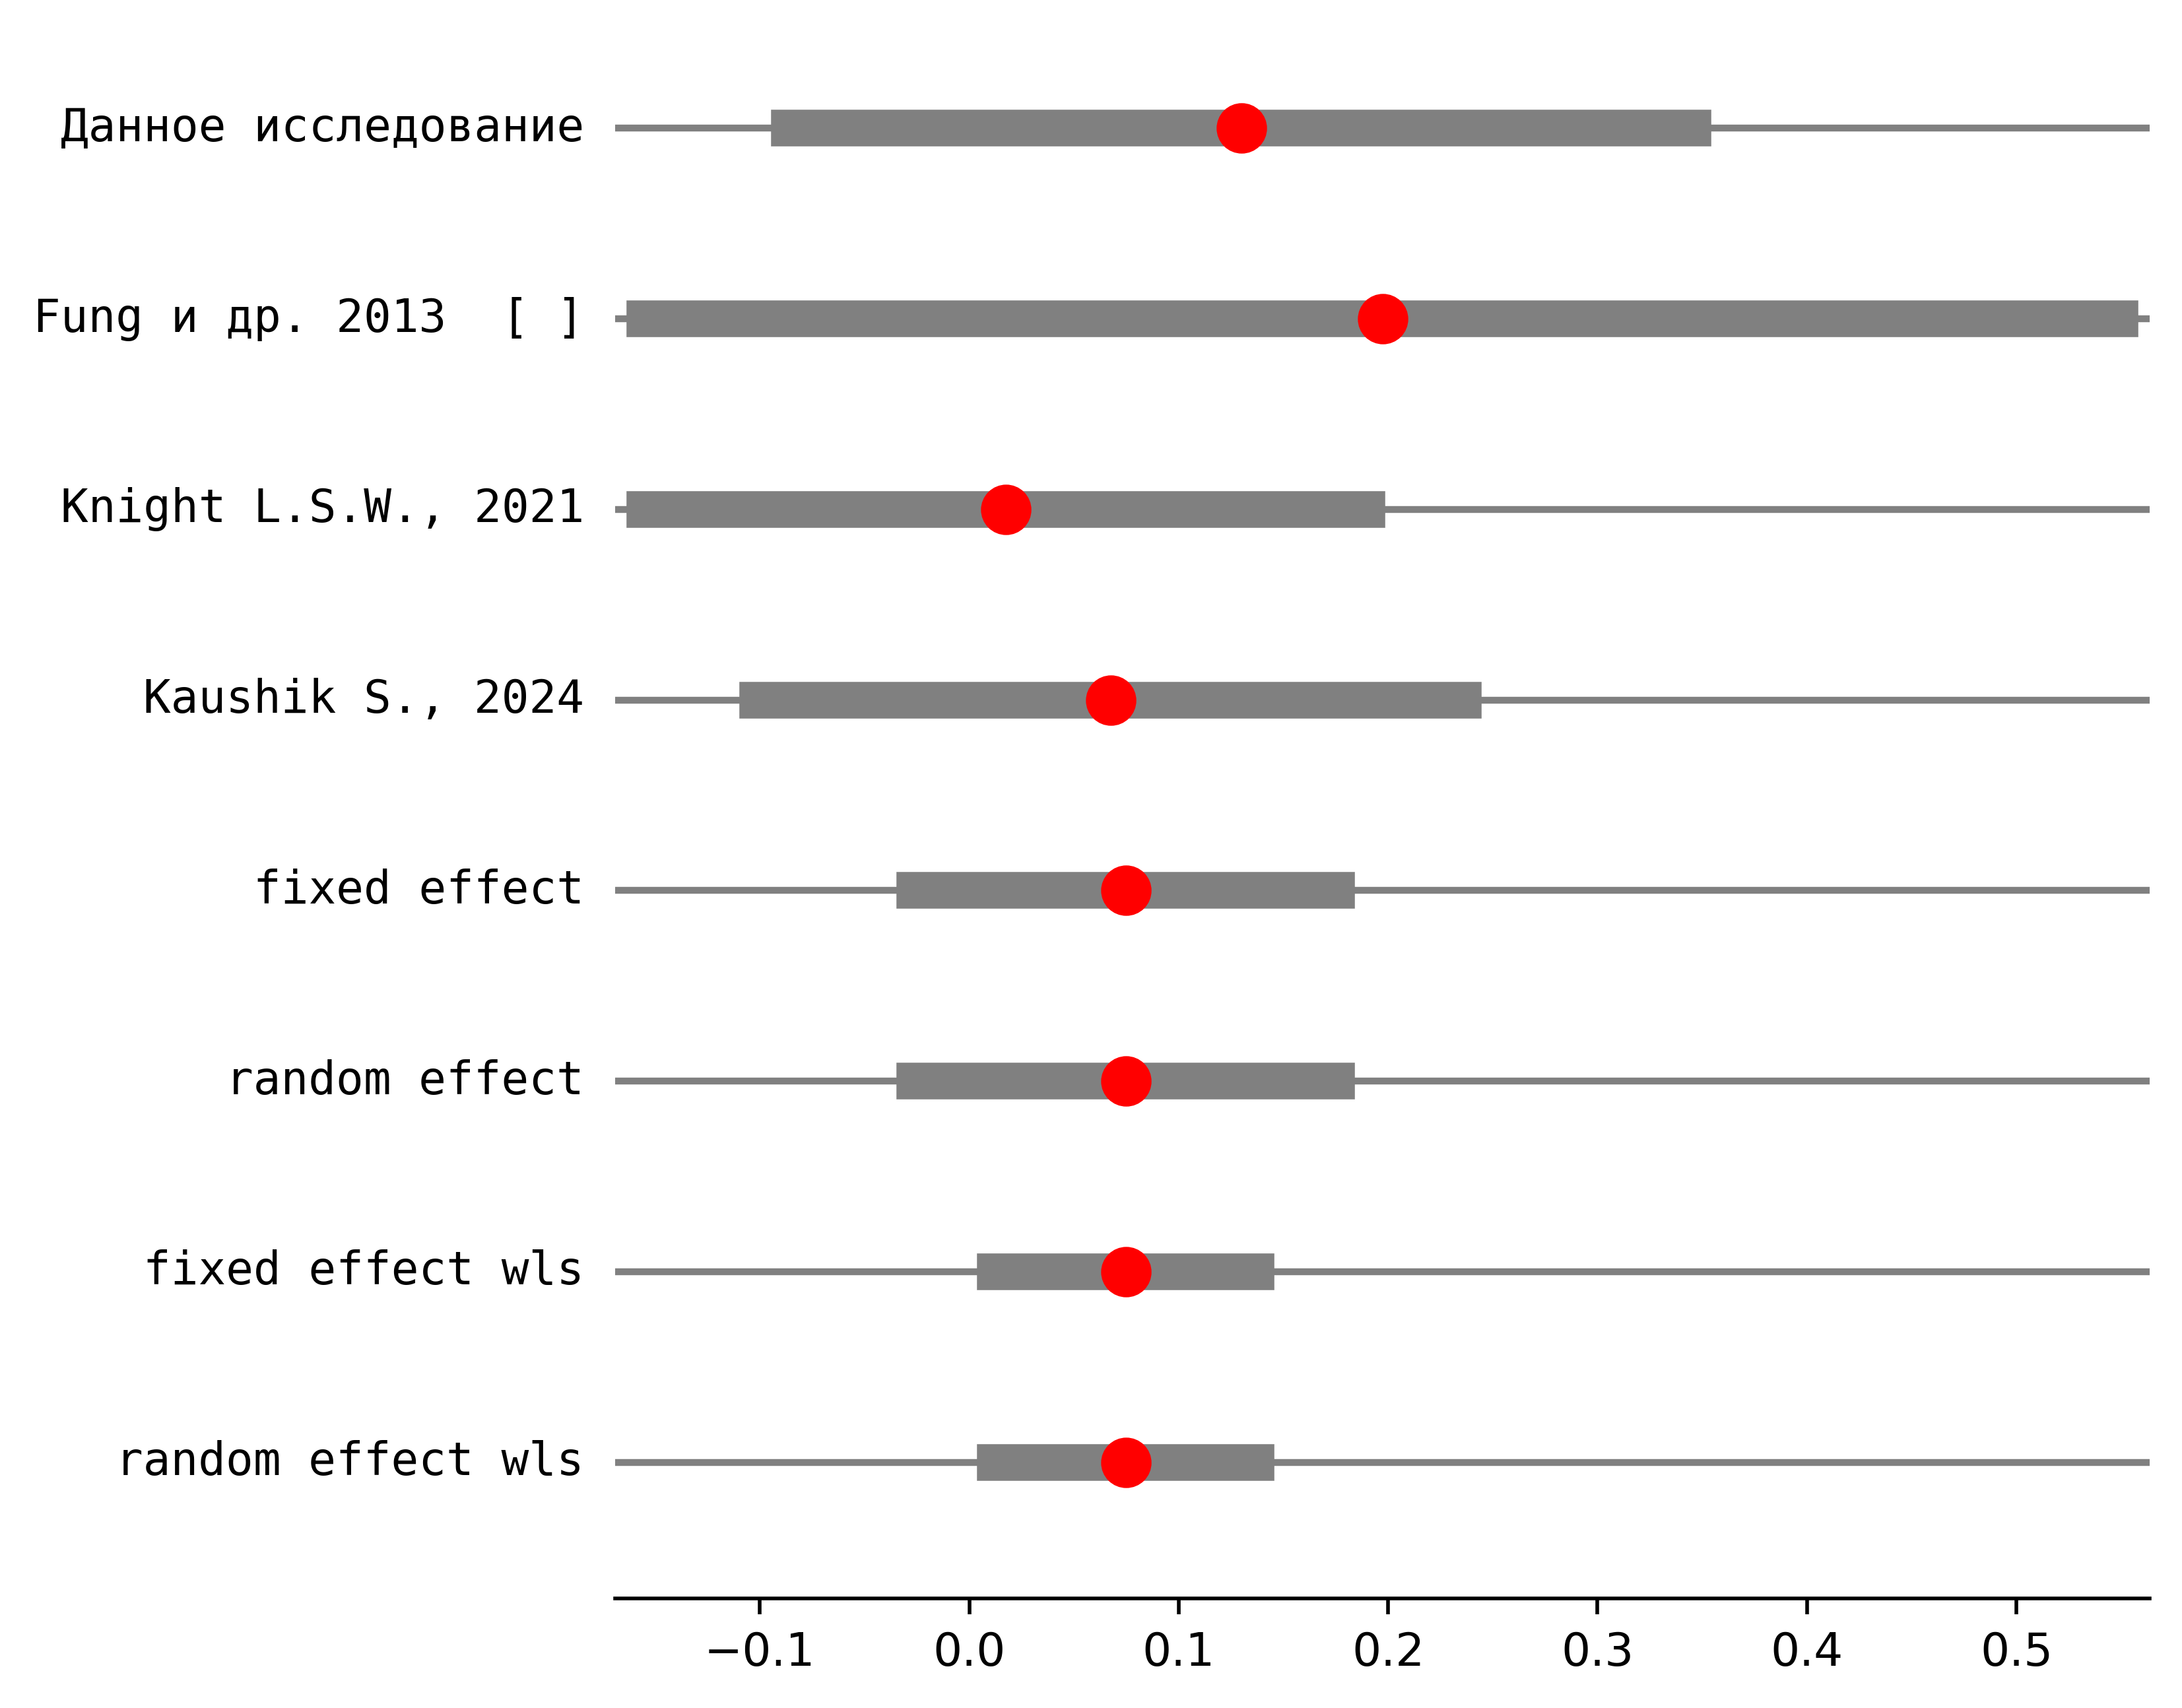 Данное исследование
Fung и др. 2013  [ ]
Knight L.S.W., 2021
Kaushik S., 2024
fixed effect
random effect
fixed effect wls
random effect wls
−0.1 0.0 0.1 0.2 0.3 0.4 0.5